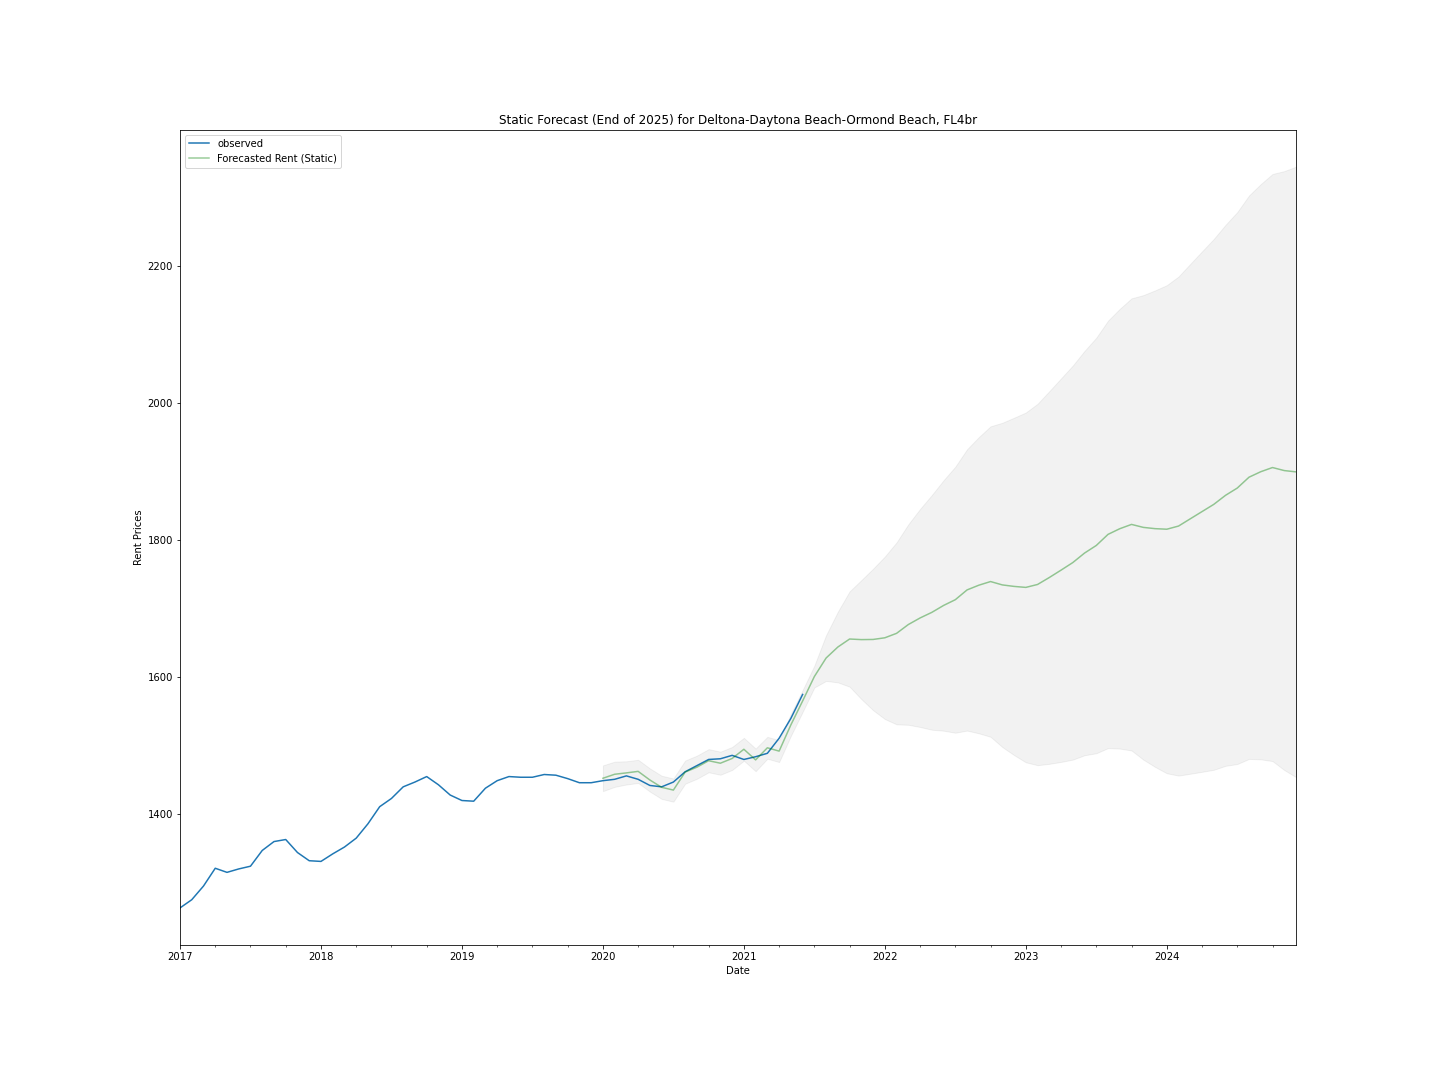 Static Forecast (End of 2025) for Deltona-Daytona Beach-Ormond Beach, FL4br
observed
Forecasted Rent (Static)
2200
2000
1800
1600
1400
Rent Prices
2017 2018 2019 2020 2021 2022 2023 2024
Date